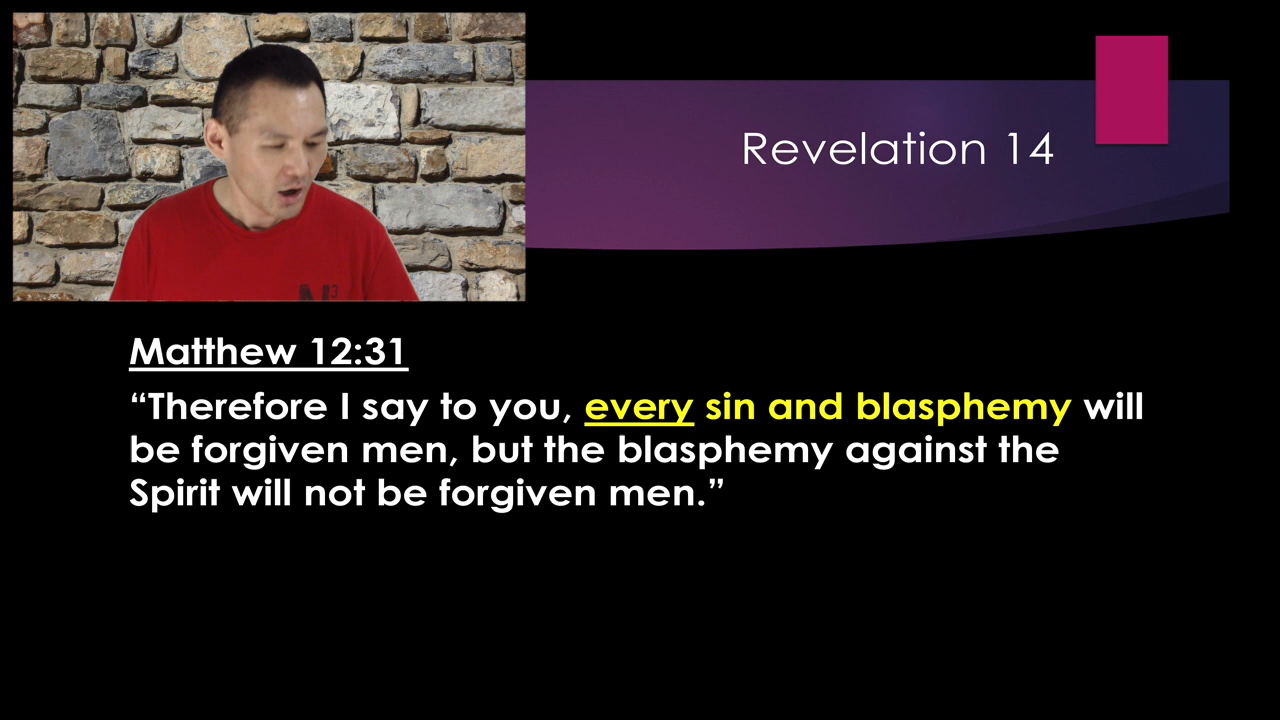 Revelation 14
N3
Matthew 12:31
“Therefore I say to you, every sin and blasphemy will
be forgiven men, but the blasphemy against the
Spirit will not be forgiven men.”